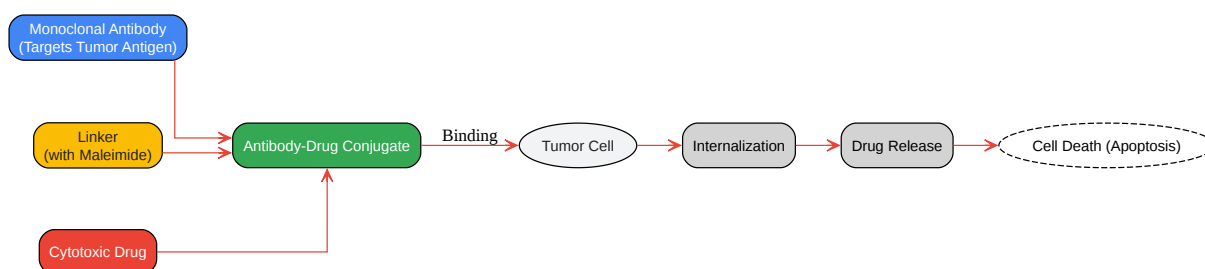 Monoclonal Antibody
(Targets Tumor Antigen)
Linker
(with Maleimide)
Antibody-Drug Conjugate
Binding
Tumor Cell
Internalization
Drug Release
Cell Death (Apoptosis)
Cytotoxic Drug